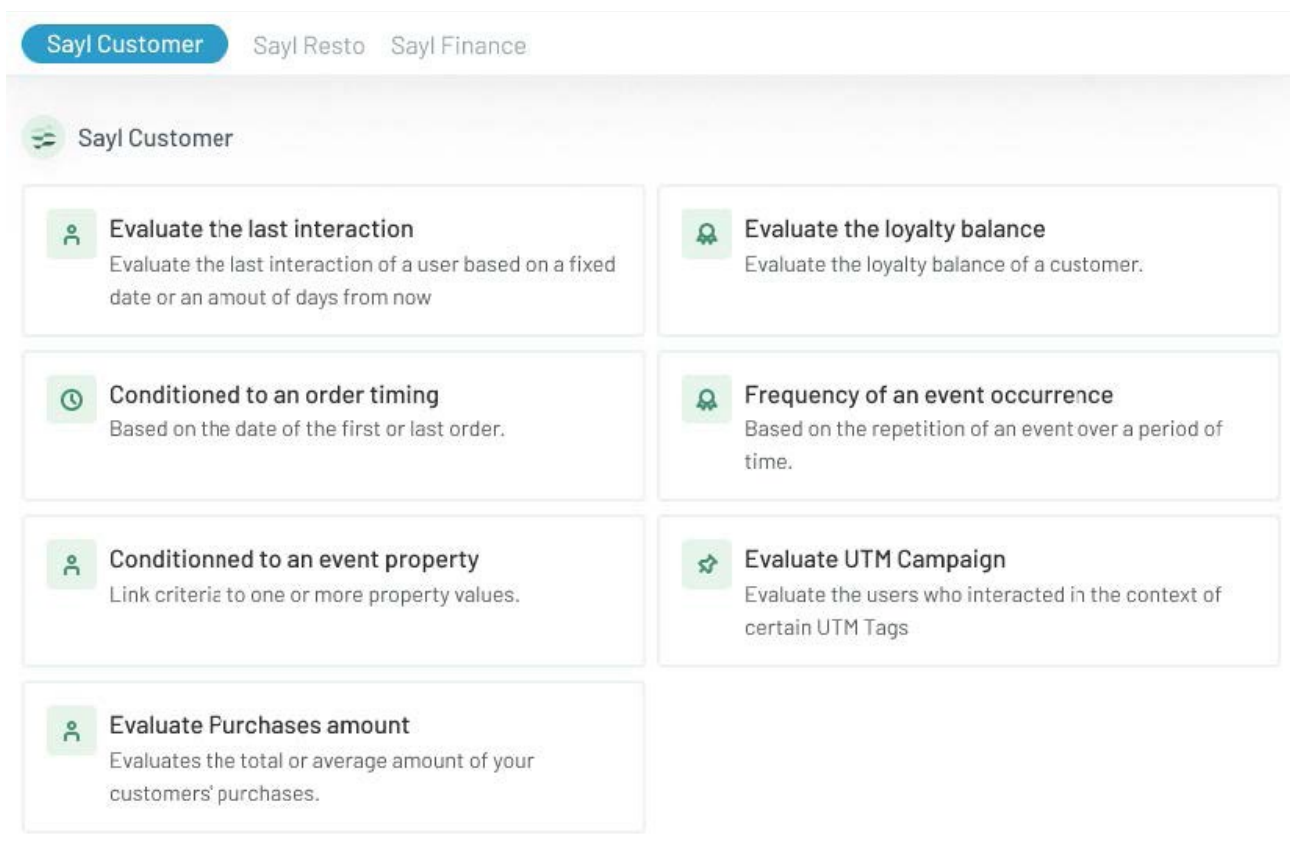 Sayl Customer Sayl Resto Sayl Finance
Sayl Customer
Evaluate the last interaction
Evaluate the last interaction of a user based on a fixed
date or an amout of days from now
Evaluate the loyalty balance
Evaluate the loyalty balance of a customer.
Conditioned to an order timing
Based on the date of the first or last order.
Frequency of an event occurrence
Based on the repetition of an event over a period of
time.
Conditionned to an event property
Link criteria to one or more property values.
Evaluate UTM Campaign
Evaluate the users who interacted in the context of
certain UTM Tags
Evaluate Purchases amount
Evaluates the total or average amount of your
customers' purchases.